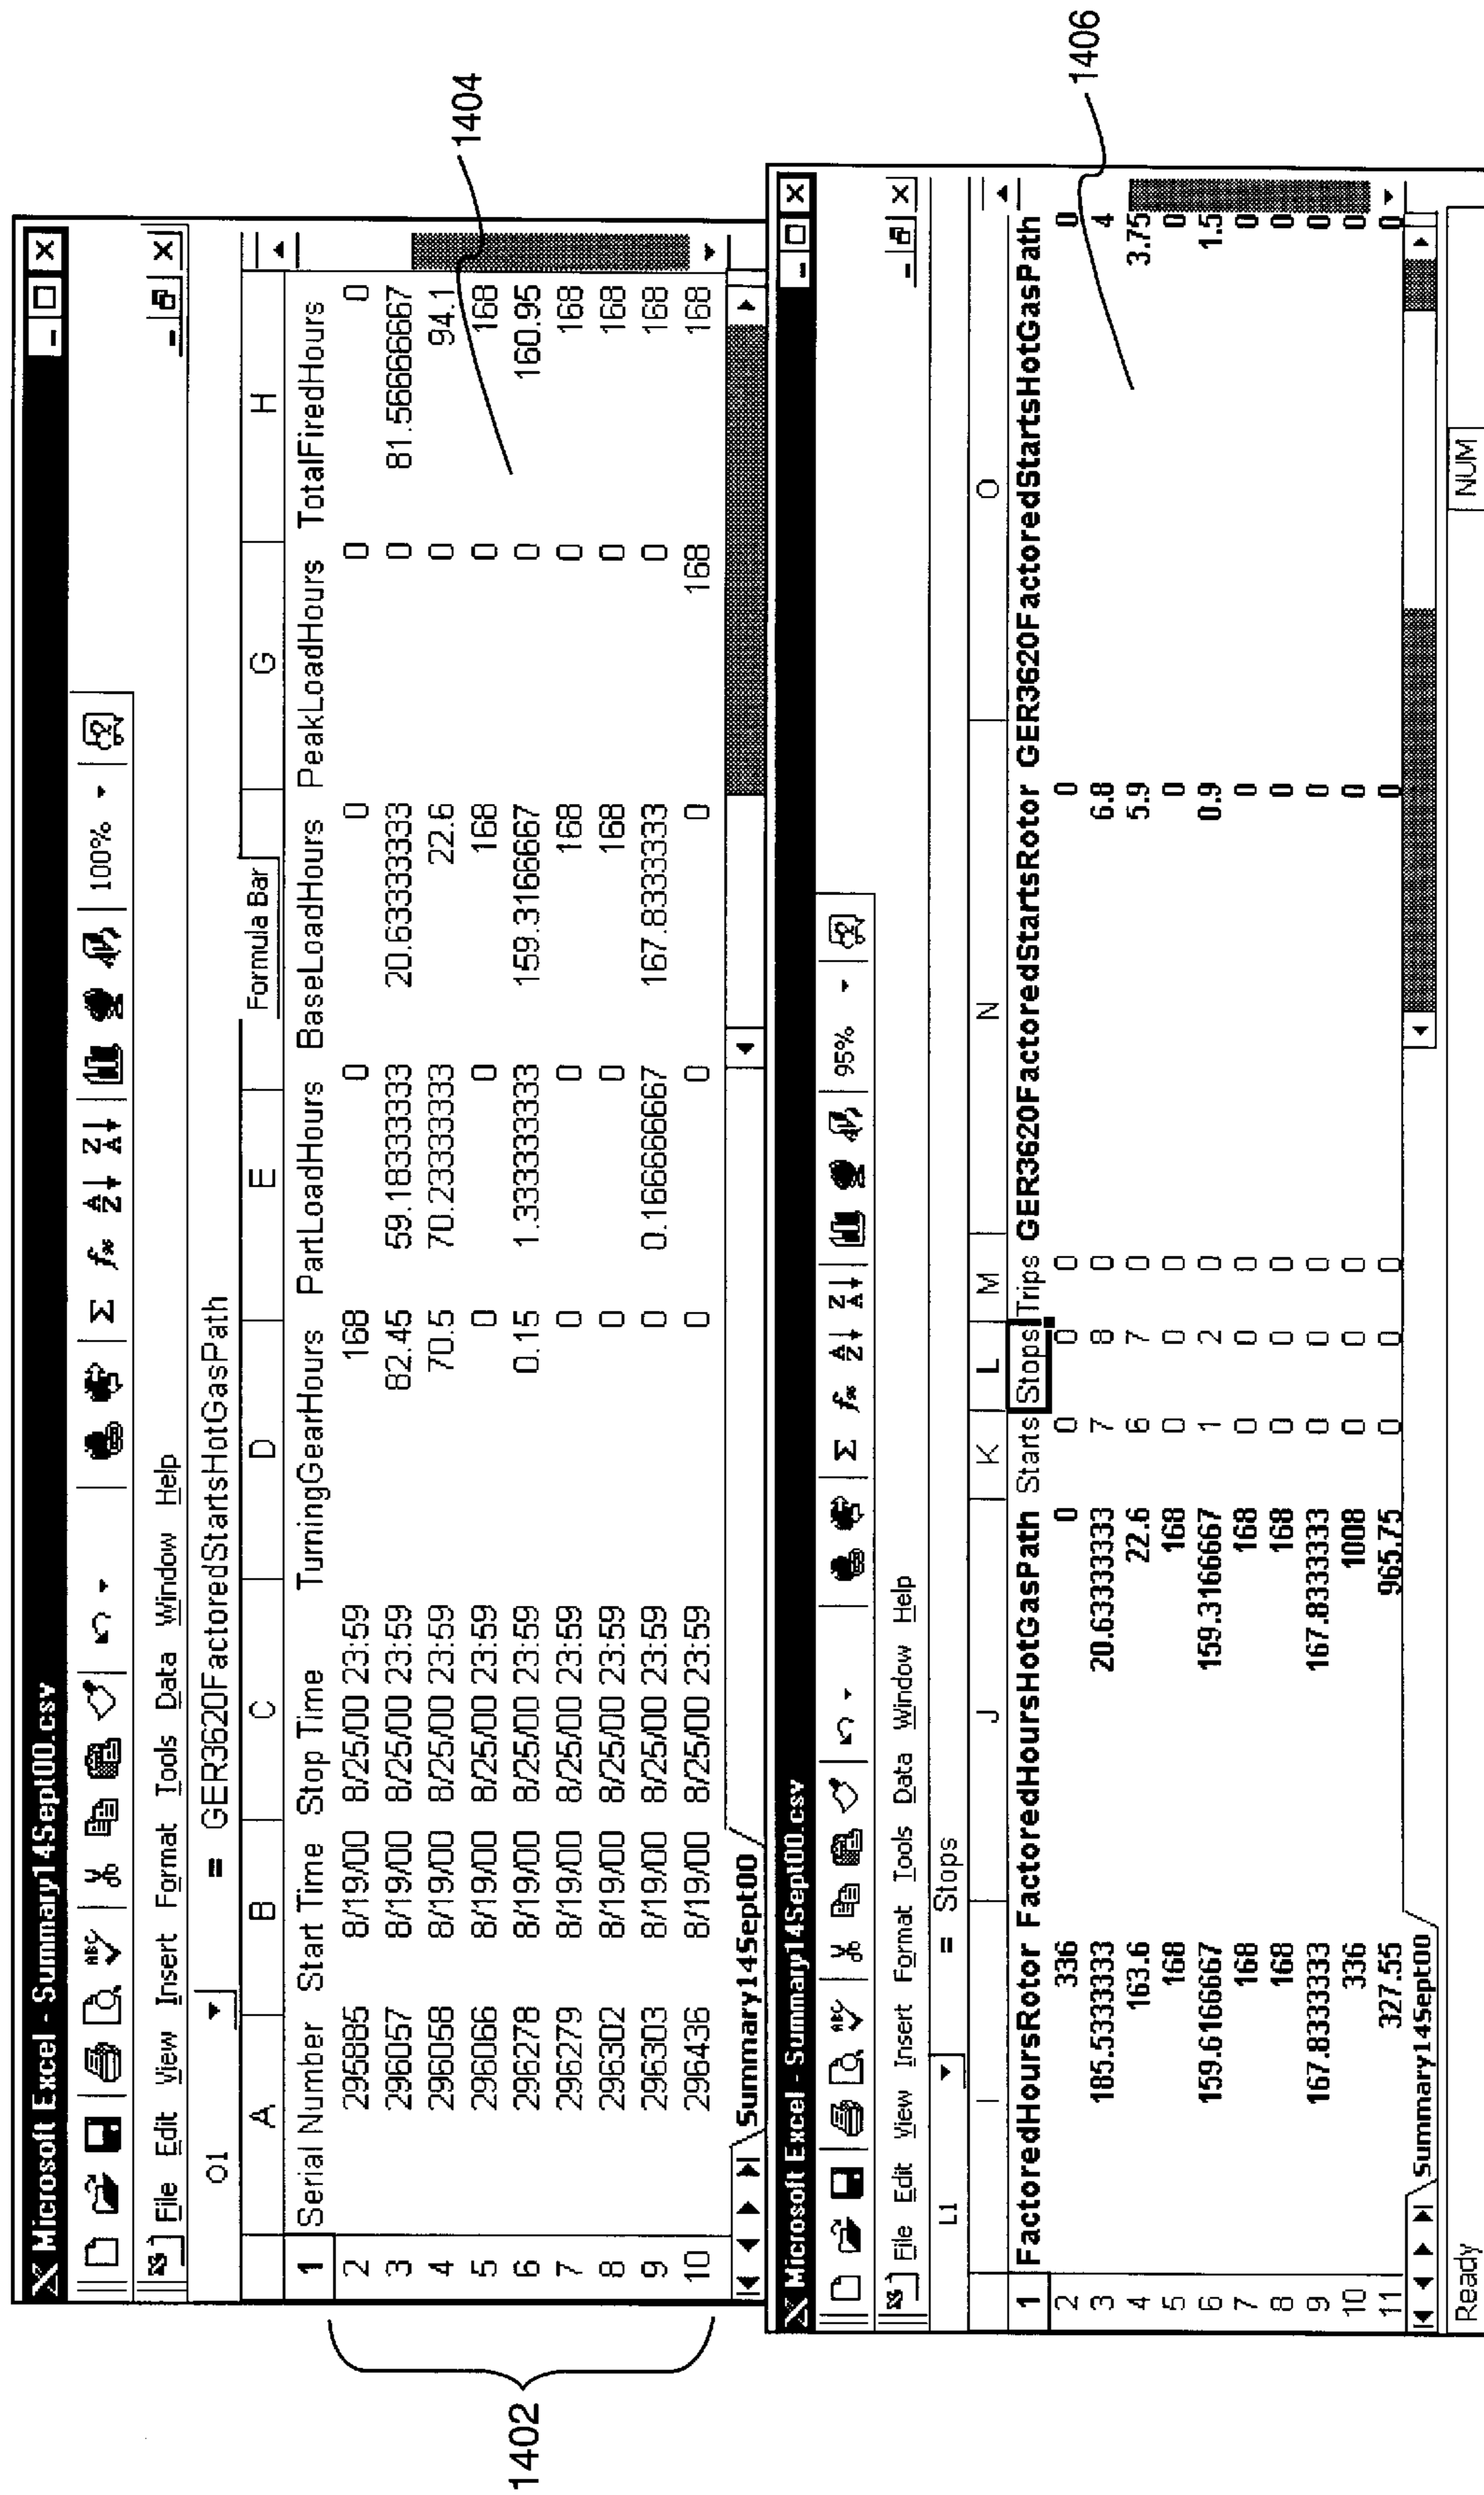 Microsoft Excel - Summary14Sept00.csv
File Edit View Insert Format Tools Data Window Help
100%
O1 = GER3620FactoredStartsHotGasPath
Formula Bar
A B C D E G H
1 Serial Number Start Time Stop Time TurningGearHours PartLoadHours BaseLoadHours PeakLoadHours TotalFiredHours
2 295885 8/19/00 8/25/00 23:59 168 0 0 0 0
3 296057 8/19/00 8/25/00 23:59 82.45 59.18333333 20.63333333 0 81.56666667
4 296058 8/19/00 8/25/00 23:59 70.5 70.23333333 22.6 0 94.1
5 296066 8/19/00 8/25/00 23:59 0 0 168 0 168
6 296278 8/19/00 8/25/00 23:59 0.15 1.333333333 159.3166667 0 160.95
7 296279 8/19/00 8/25/00 23:59 0 0 168 0 168
8 296302 8/19/00 8/25/00 23:59 0 0 168 0 168
9 296303 8/19/00 8/25/00 23:59 0 0.166666667 167.8333333 0 168
10 296436 8/19/00 8/25/00 23:59 0 0 0 168 168
Summary14Sept00
1402
1404
Microsoft Excel - Summary14Sept00.csv
File Edit View Insert Format Tools Data Window Help
95%
L1 = Stops
I J K L M N O
1 FactoredHoursRotor FactoredHoursHotGasPath Starts Stops Trips GER3620FactoredStartsRotor GER3620FactoredStartsHotGasPath
2 336 0 0 0 0 0 0
3 185.5333333 20.63333333 7 8 0 6.8 4
4 163.6 22.6 6 7 0 5.9 3.75
5 168 168 0 0 0 0 0
6 159.6166667 159.3166667 1 2 0 0.9 1.5
7 168 168 0 0 0 0 0
8 168 168 0 0 0 0 0
9 167.8333333 167.8333333 0 0 0 0 0
10 336 1008 0 0 0 0 0
11 327.55 965.75 0 0 0 0 0
Summary14Sept00
Ready NUM
1406